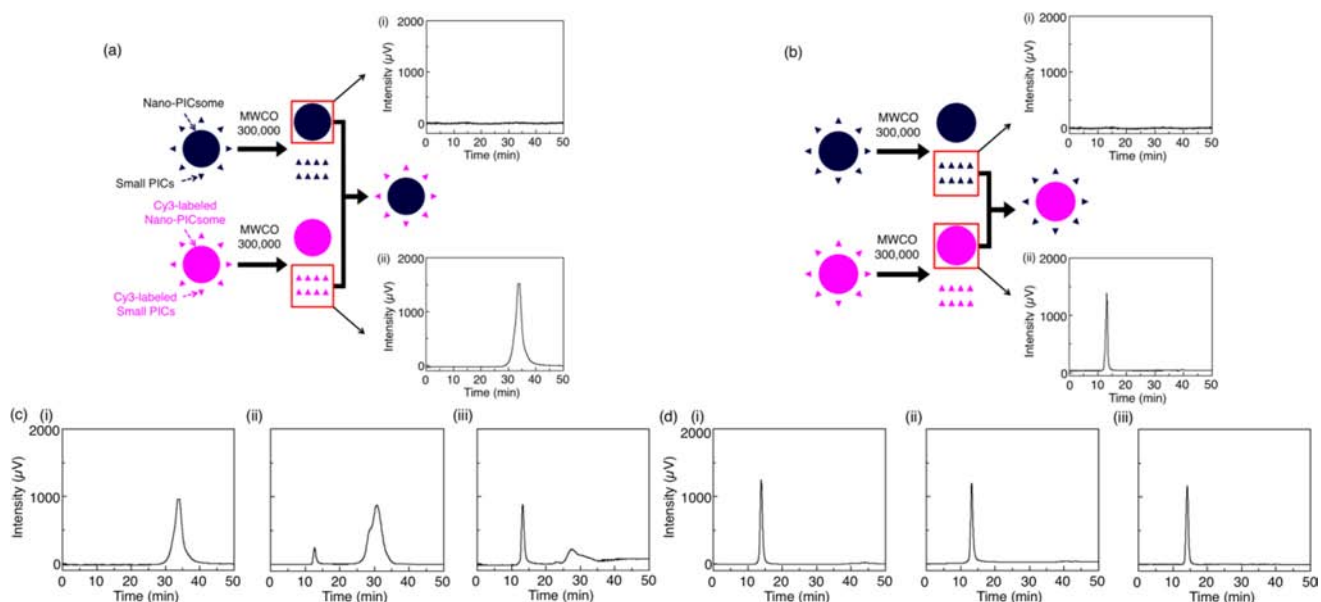 (a)
Nano-PICsome
MWCO
300,000
Small PICs
Cy3-labeled
Nano-PICsome
MWCO
300,000
Cy3-labeled
Small PICs
(i)
2000
1000
0
Intensity (µV)
0 10 20 30 40 50
Time (min)
(ii)
2000
1000
0
Intensity (µV)
0 10 20 30 40 50
Time (min)
(b)
MWCO
300,000
MWCO
300,000
(i)
2000
1000
0
Intensity (µV)
0 10 20 30 40 50
Time (min)
(ii)
2000
1000
0
Intensity (µV)
0 10 20 30 40 50
Time (min)
(c) (i)
2000
1000
0
Intensity (µV)
0 10 20 30 40 50
Time (min)
(ii)
0 10 20 30 40 50
Time (min)
(iii)
0 10 20 30 40 50
Time (min)
(d) (i)
2000
1000
0
Intensity (µV)
0 10 20 30 40 50
Time (min)
(ii)
0 10 20 30 40 50
Time (min)
(iii)
0 10 20 30 40 50
Time (min)